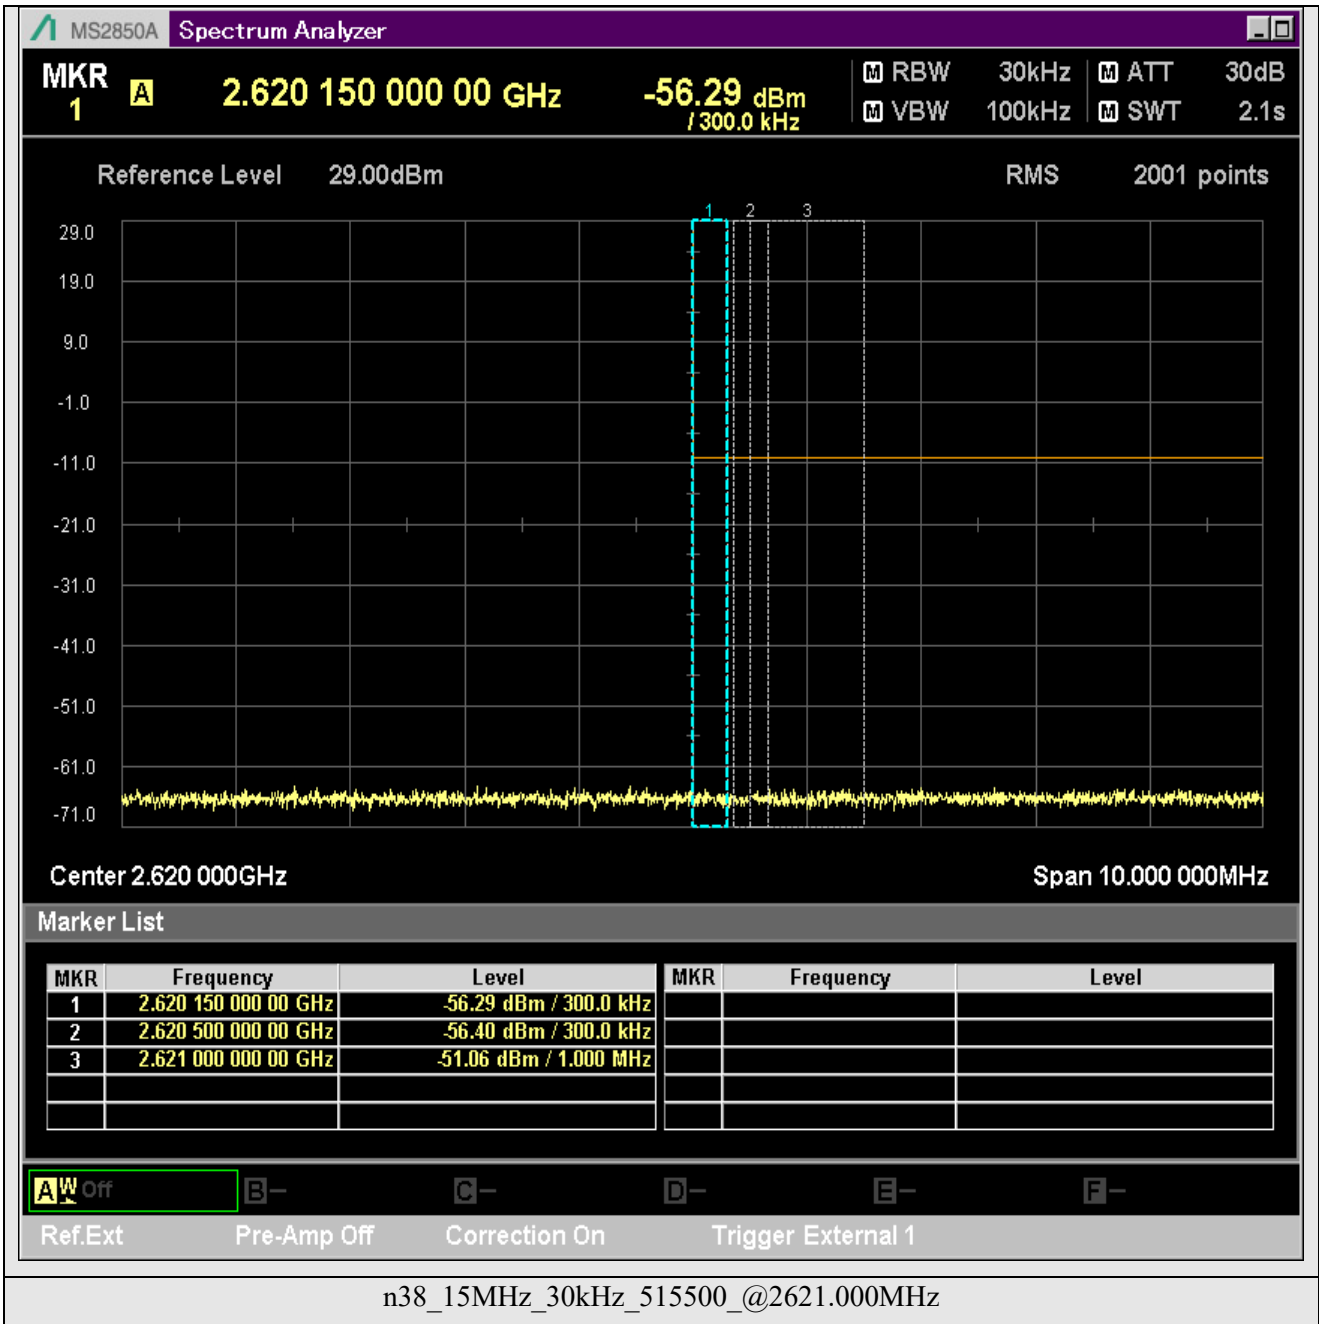 MS2850A Spectrum Analyzer
MKR 1 A 2.620 150 000 00 GHz -56.29 dBm / 300.0 kHz
M RBW 30kHz M ATT 30dB
M VBW 100kHz M SWT 2.1s
Reference Level 29.00dBm RMS 2001 points
1 2 3
29.0
19.0
9.0
-1.0
-11.0
-21.0
-31.0
-41.0
-51.0
-61.0
-71.0
Center 2.620 000GHz Span 10.000 000MHz
Marker List
MKR Frequency Level MKR Frequency Level
1 2.620 150 000 00 GHz -56.29 dBm / 300.0 kHz
2 2.620 500 000 00 GHz -56.40 dBm / 300.0 kHz
3 2.621 000 000 00 GHz -51.06 dBm / 1.000 MHz
A W Off B - C - D - E - F -
Ref.Ext Pre-Amp Off Correction On Trigger External 1
n38_15MHz_30kHz_515500_@2621.000MHz